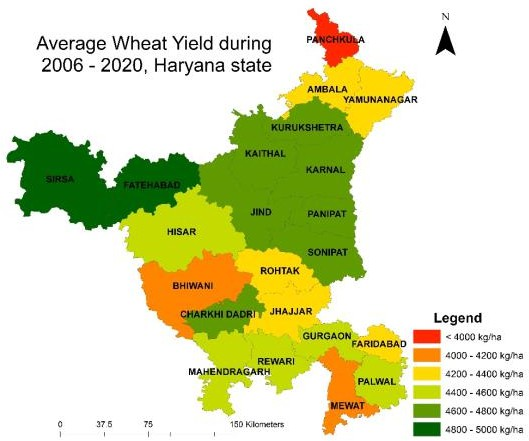 Average Wheat Yield during
2006 - 2020, Haryana state
N
PANCHKULA
AMBALA
YAMUNANAGAR
KURUKSHETRA
KAITHAL
KARNAL
SIRSA
FATEHABAD
JIND
PANIPAT
HISAR
SONIPAT
ROHTAK
BHIWANI
CHARKHI DADRI
JHAJJAR
GURGAON
FARIDABAD
REWARI
MAHENDRAGARH
PALWAL
MEWAT
Legend
< 4000 kg/ha
4000 - 4200 kg/ha
4200 - 4400 kg/ha
4400 - 4600 kg/ha
4600 - 4800 kg/ha
4800 - 5000 kg/ha
0 37.5 75 150 Kilometers